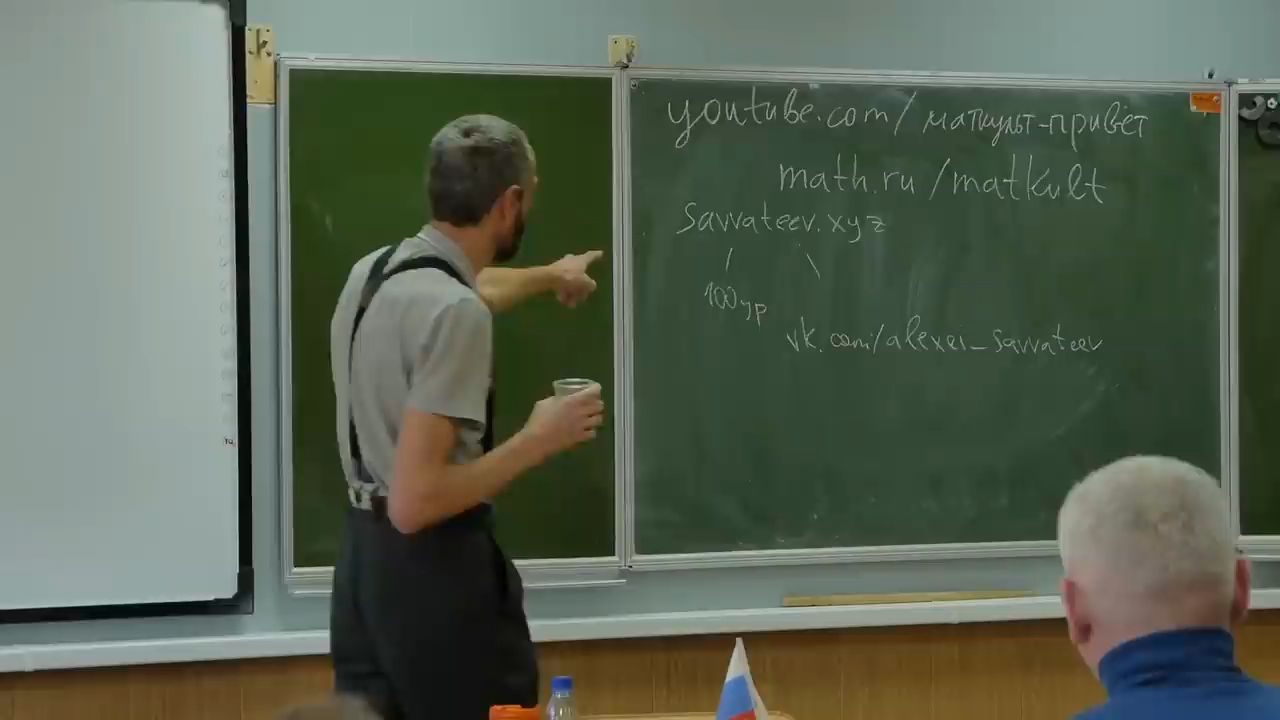 youtube.com/маткульт-привет
math.ru/matkult
savvateev.xyz
100ур
vk.com/alexei_savvateev